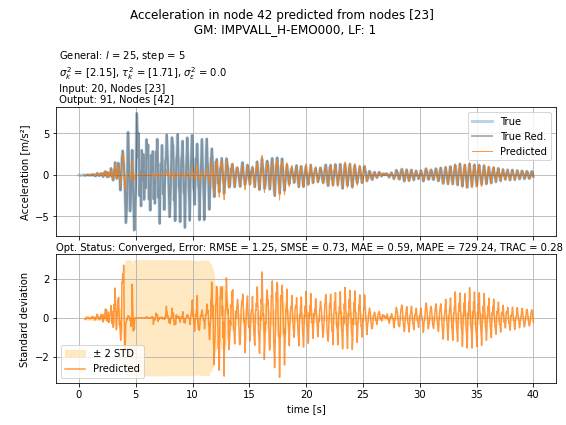 Acceleration in node 42 predicted from nodes [23]
GM: IMPVALL_H-EMO000, LF: 1
General: l = 25, step = 5
σ²ₖ = [2.15], τ²ₖ = [1.71], σ²ε = 0.0
Input: 20, Nodes [23]
Output: 91, Nodes [42]
Acceleration [m/s²]
5
0
−5
True
True Red.
Predicted
Opt. Status: Converged, Error: RMSE = 1.25, SMSE = 0.73, MAE = 0.59, MAPE = 729.24, TRAC = 0.28
Standard deviation
2
0
−2
± 2 STD
Predicted
0 5 10 15 20 25 30 35 40
time [s]